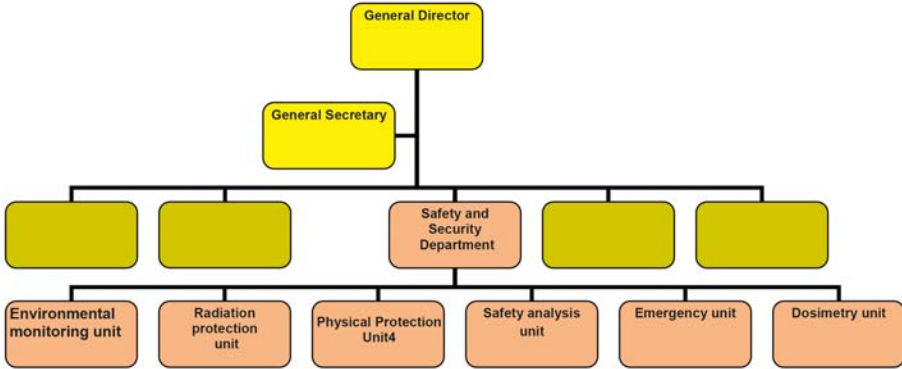 General Director
General Secretary
Safety and
Security
Department
Environmental
monitoring unit
Radiation
protection
unit
Physical Protection
Unit4
Safety analysis
unit
Emergency unit
Dosimetry unit